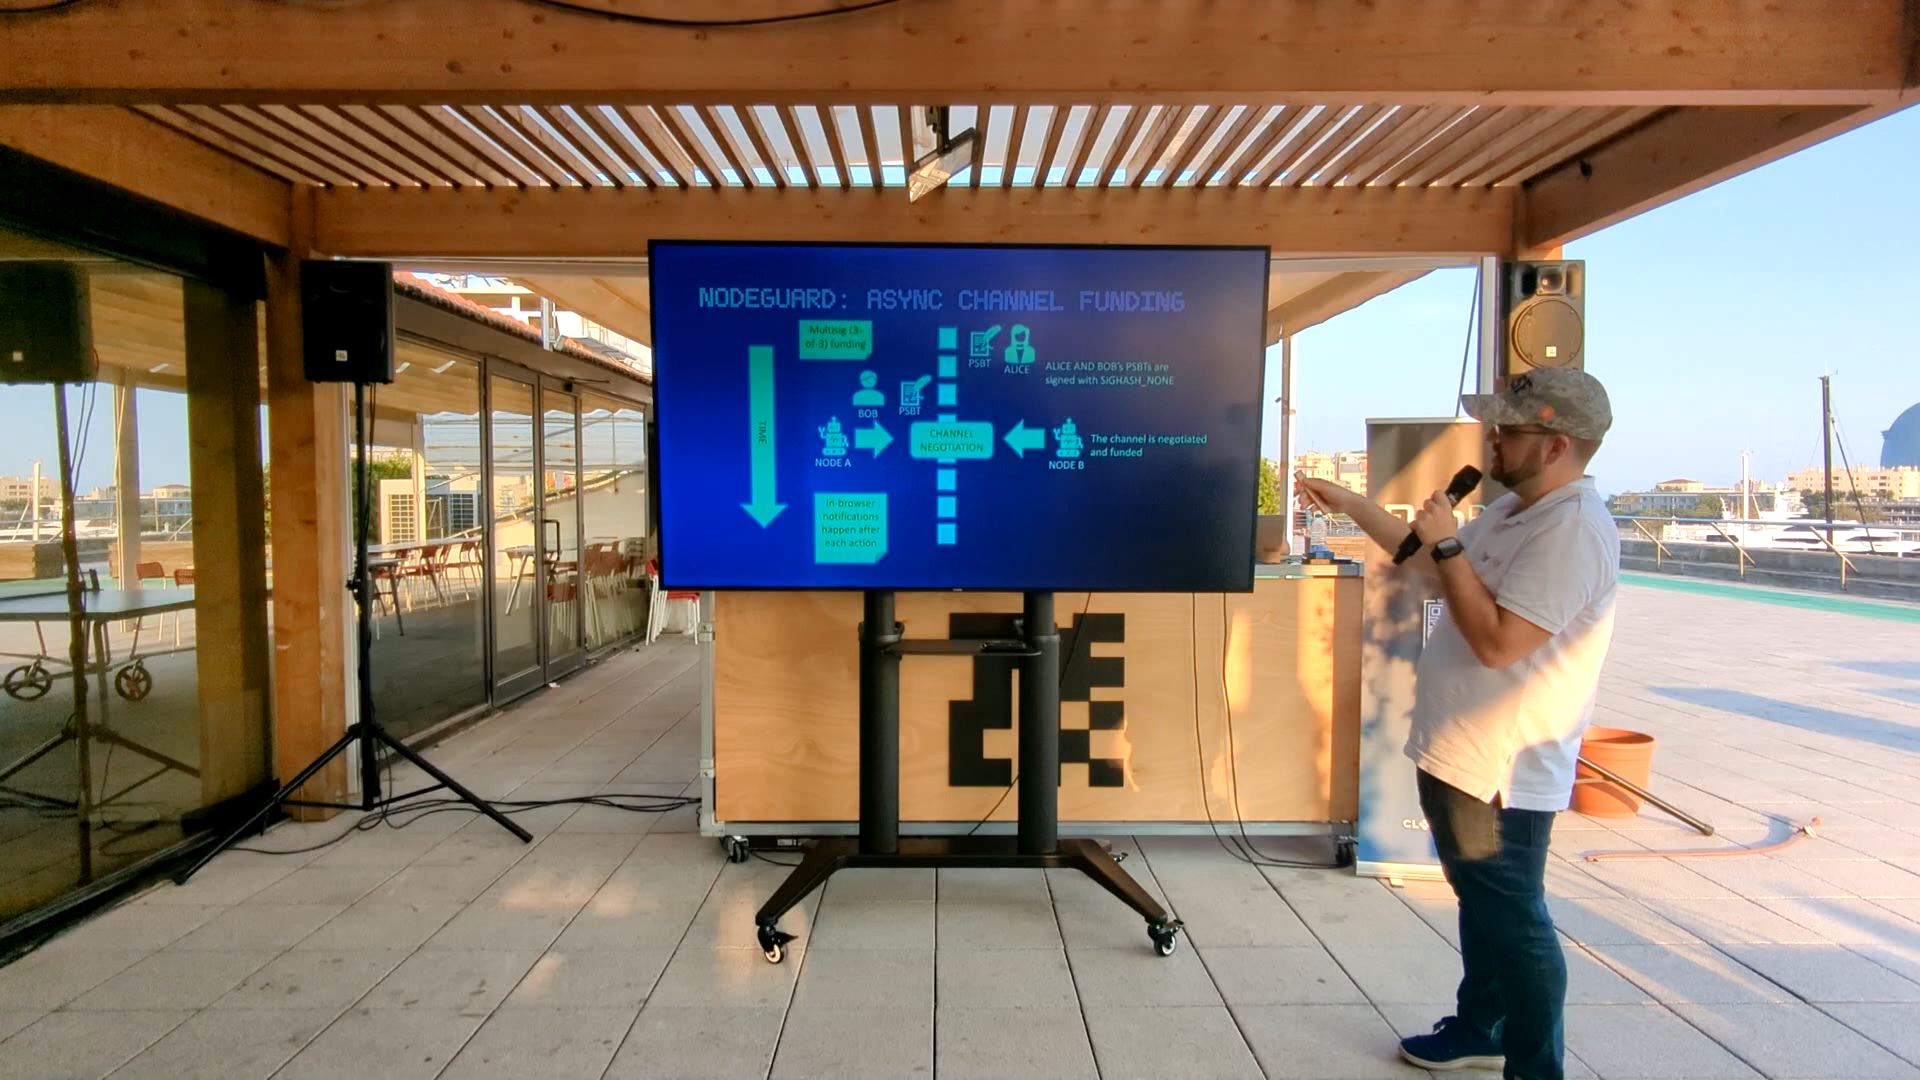 NODEGUARD: ASYNC CHANNEL FUNDING
Multisig (3-
of-3) funding
PSBT
ALICE
ALICE AND BOB's PSBTs are
signed with SIGHASH_NONE
BOB
PSBT
TIME
CHANNEL
NEGOTIATION
NODE A
NODE B
The channel is negotiated
and funded
In-browser
notifications
happen after
each action